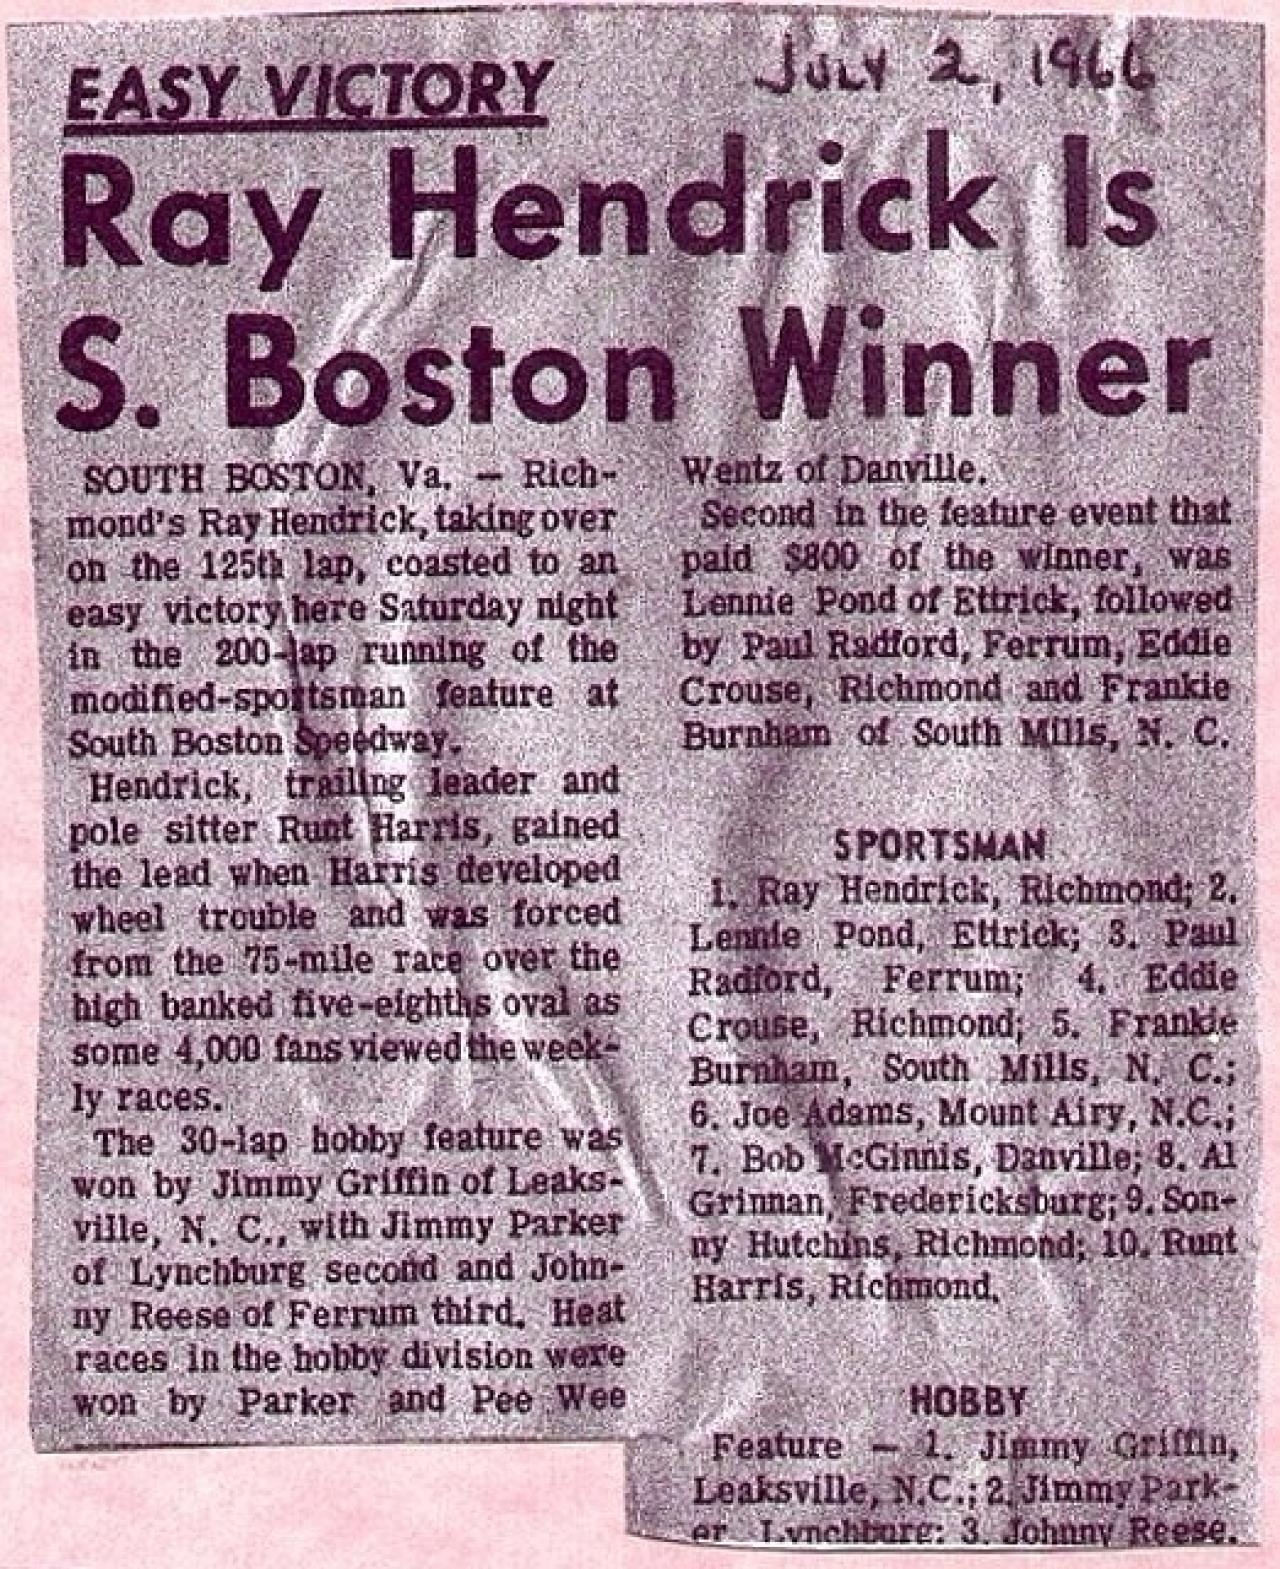 EASY VICTORY
JULY 2, 1966
Ray Hendrick Is
S. Boston Winner
SOUTH BOSTON, Va. — Rich-
mond's Ray Hendrick, taking over
on the 125th lap, coasted to an
easy victory here Saturday night
in the 200-lap running of the
modified-sportsman feature at
South Boston Speedway.
Hendrick, trailing leader and
pole sitter Runt Harris, gained
the lead when Harris developed
wheel trouble and was forced
from the 75-mile race over the
high banked five-eighths oval as
some 4,000 fans viewed the week-
ly races.
The 30-lap hobby feature was
won by Jimmy Griffin of Leaks-
ville, N. C., with Jimmy Parker
of Lynchburg second and John-
ny Reese of Ferrum third. Heat
races in the hobby division were
won by Parker and Pee Wee
Wentz of Danville.
Second in the feature event that
paid $800 of the winner, was
Lennie Pond of Ettrick, followed
by Paul Radford, Ferrum, Eddie
Crouse, Richmond and Frankie
Burnham of South Mills, N. C.
SPORTSMAN
1. Ray Hendrick, Richmond; 2.
Lennie Pond, Ettrick; 3. Paul
Radford, Ferrum; 4. Eddie
Crouse, Richmond; 5. Frankie
Burnham, South Mills, N. C.;
6. Joe Adams, Mount Airy, N.C.;
7. Bob McGinnis, Danville; 8. Al
Grinnan, Fredericksburg; 9. Son-
ny Hutchins, Richmond; 10. Runt
Harris, Richmond.
HOBBY
Feature — 1. Jimmy Griffin,
Leaksville, N.C.; 2. Jimmy Park-
er, Lynchburg; 3. Johnny Reese,